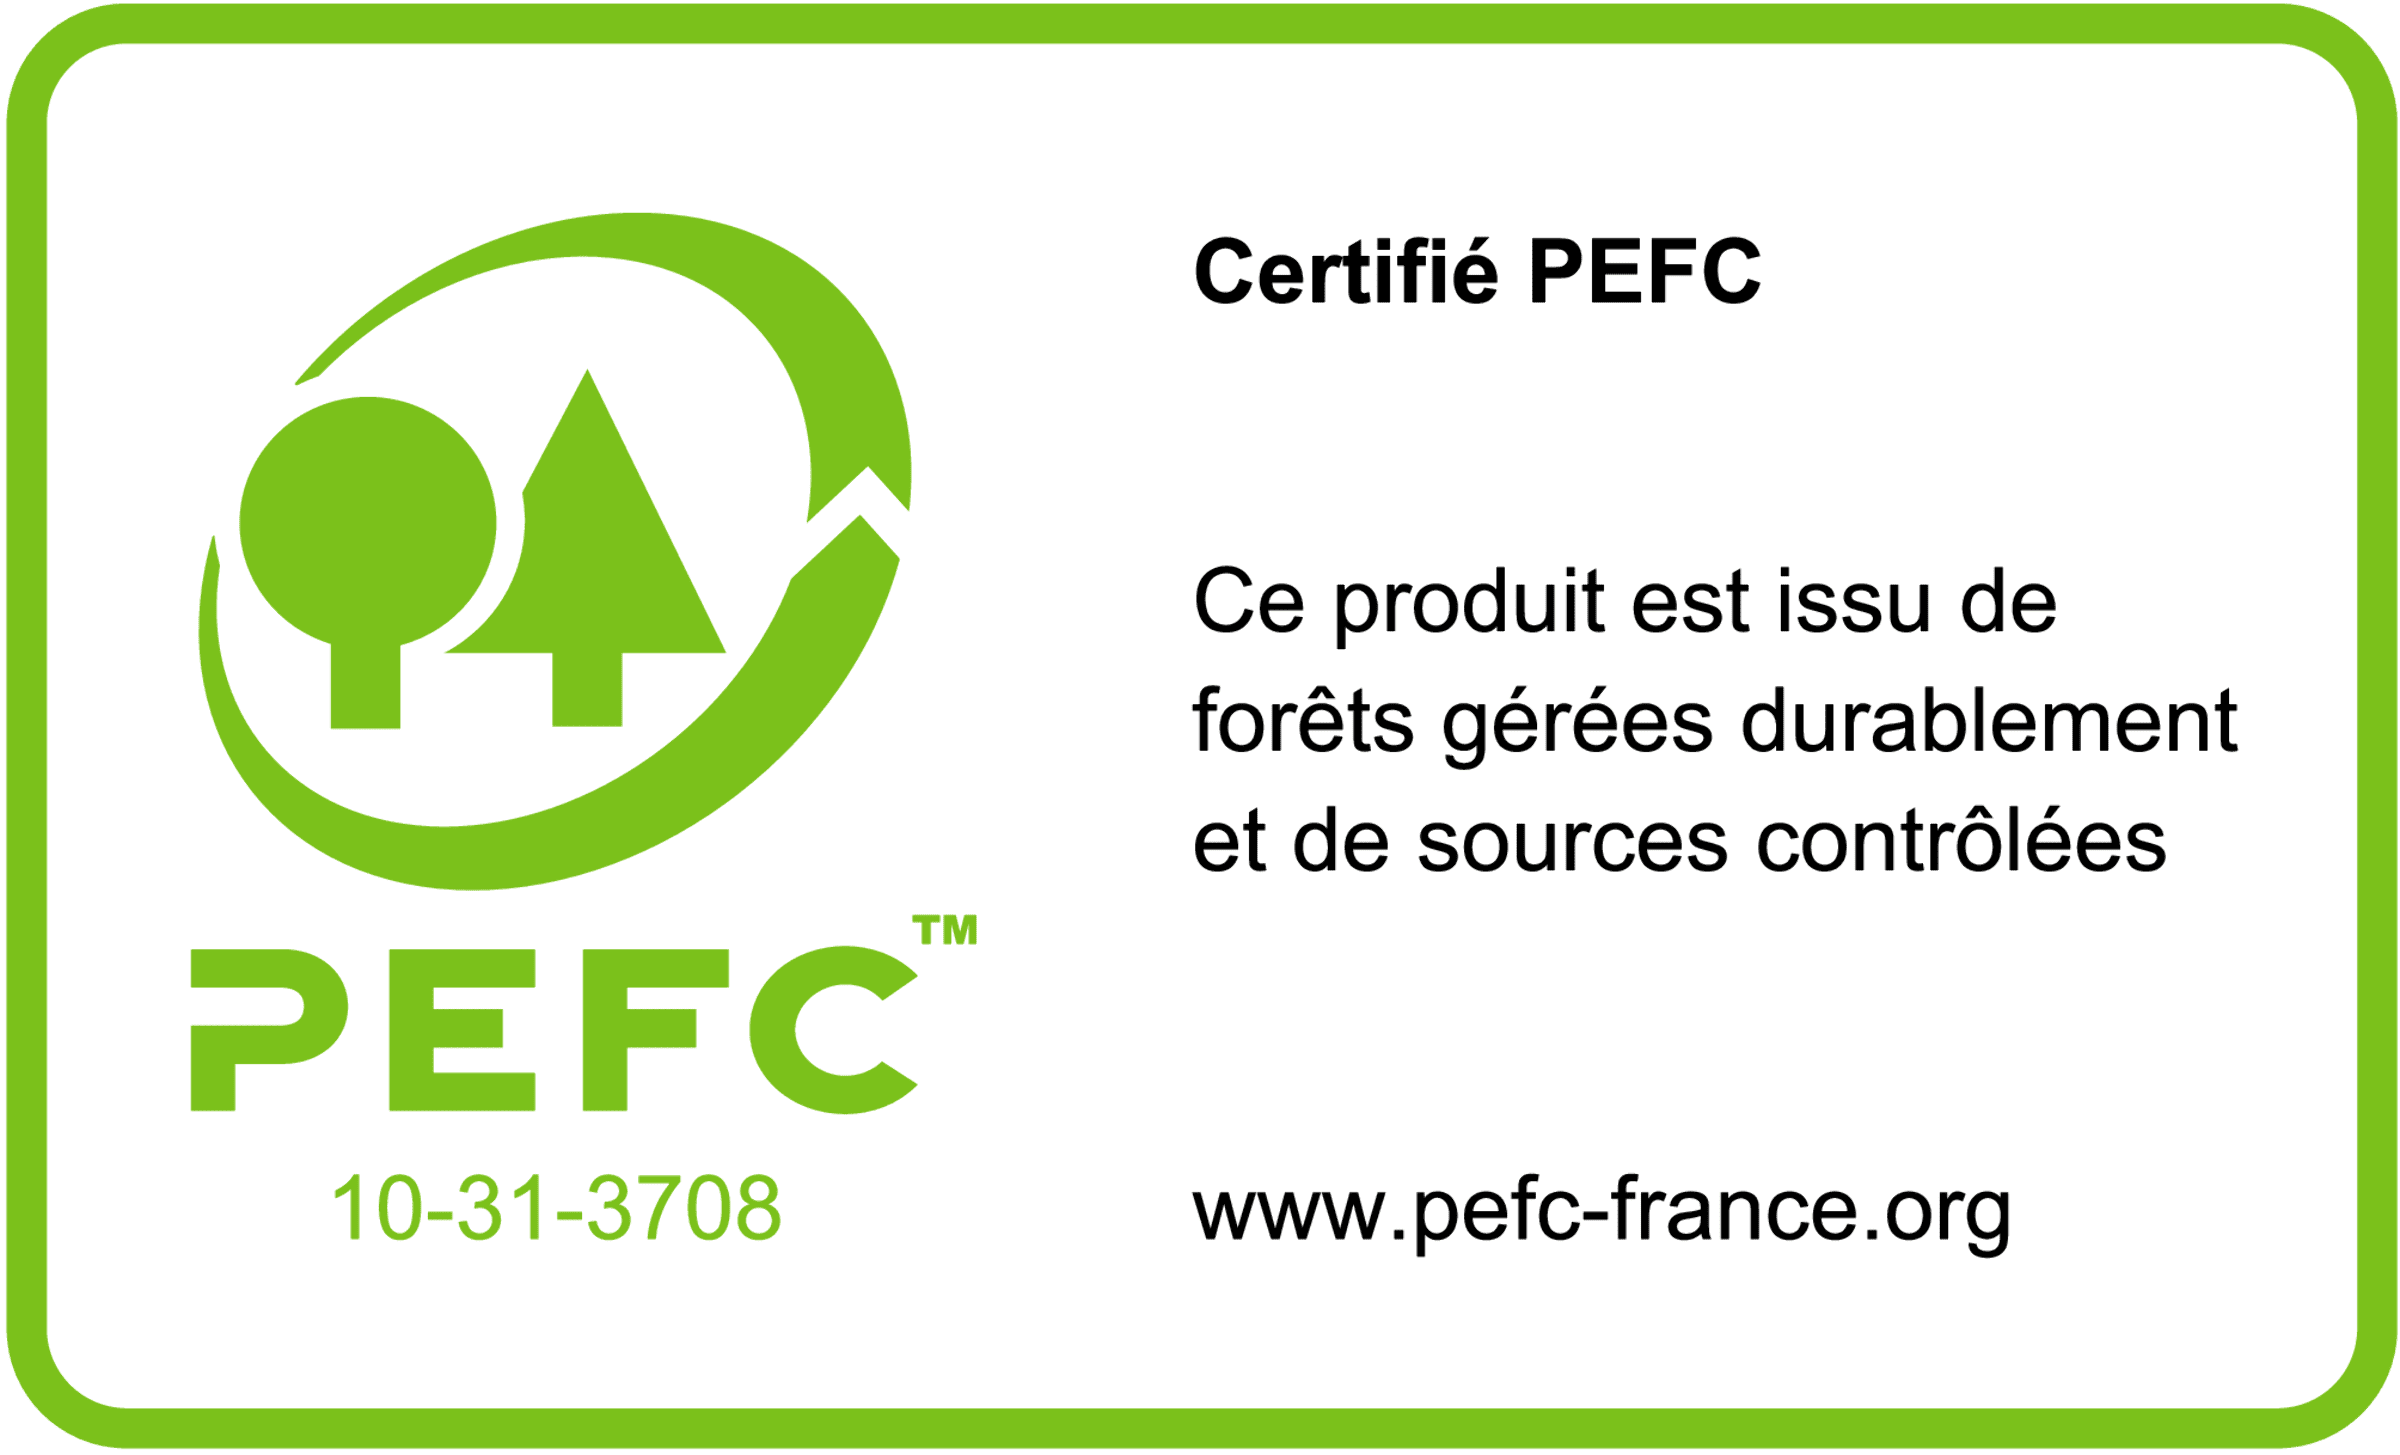 Certifié PEFC
Ce produit est issu de
forêts gérées durablement
et de sources contrôlées
PEFC™
10-31-3708
www.pefc-france.org